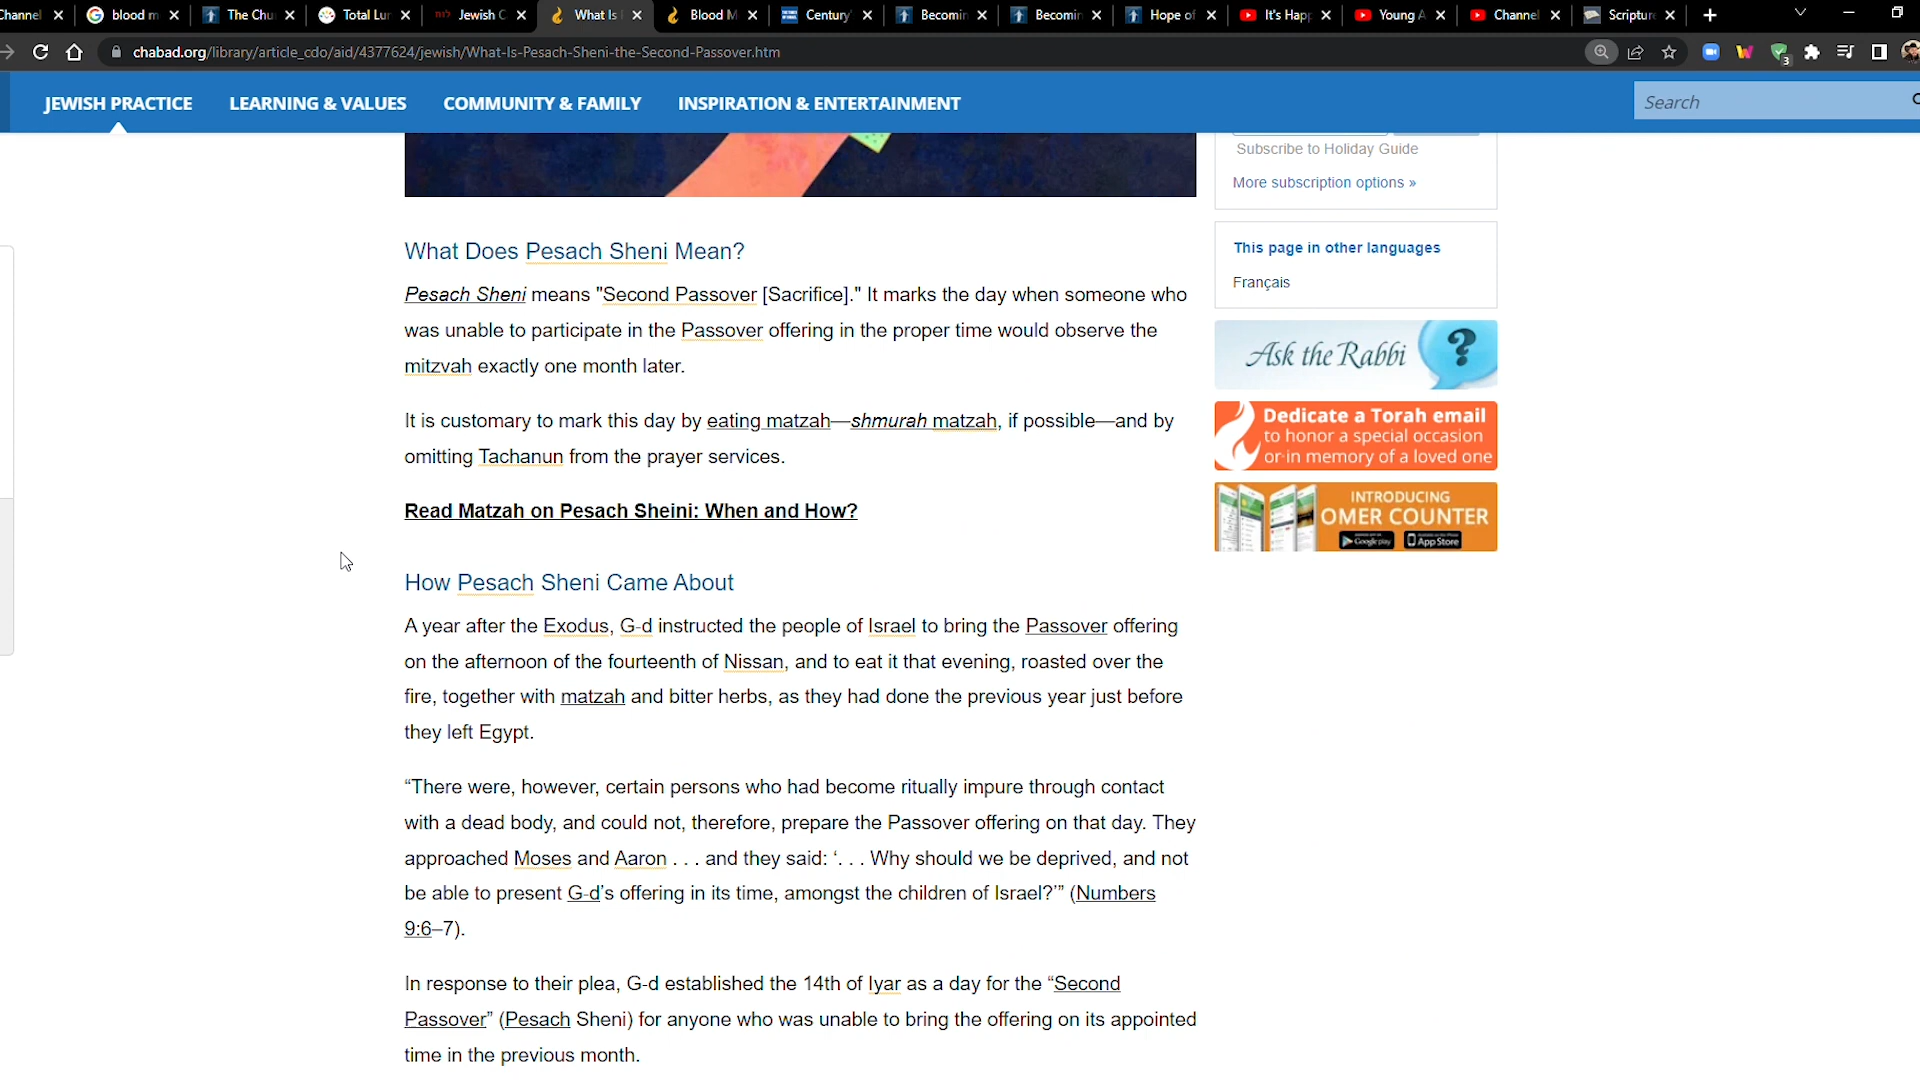 Channel
blood m
The Chu
Total Lun
Jewish C
What Is
Blood M
Century
Becomin
Becomin
Hope of
It's Happ
Young A
Channel
Scripture
chabad.org/library/article_cdo/aid/4377624/jewish/What-Is-Pesach-Sheni-the-Second-Passover.htm
3
JEWISH PRACTICE
LEARNING & VALUES
COMMUNITY & FAMILY
INSPIRATION & ENTERTAINMENT
Search
What Does Pesach Sheni Mean?
Pesach Sheni means "Second Passover [Sacrifice]." It marks the day when someone who
was unable to participate in the Passover offering in the proper time would observe the
mitzvah exactly one month later.
It is customary to mark this day by eating matzah—shmurah matzah, if possible—and by
omitting Tachanun from the prayer services.
Read Matzah on Pesach Sheini: When and How?
How Pesach Sheni Came About
A year after the Exodus, G-d instructed the people of Israel to bring the Passover offering
on the afternoon of the fourteenth of Nissan, and to eat it that evening, roasted over the
fire, together with matzah and bitter herbs, as they had done the previous year just before
they left Egypt.
“There were, however, certain persons who had become ritually impure through contact
with a dead body, and could not, therefore, prepare the Passover offering on that day. They
approached Moses and Aaron . . . and they said: ‘. . . Why should we be deprived, and not
be able to present G-d’s offering in its time, amongst the children of Israel?’” (Numbers
9:6–7).
In response to their plea, G-d established the 14th of Iyar as a day for the “Second
Passover” (Pesach Sheni) for anyone who was unable to bring the offering on its appointed
time in the previous month.
Subscribe to Holiday Guide
More subscription options »
This page in other languages
Français
Ask the Rabbi
?
Dedicate a Torah email
to honor a special occasion
or in memory of a loved one
INTRODUCING
OMER COUNTER
Google play
App Store